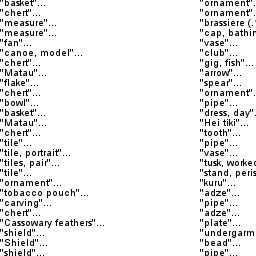 "basket"...
"chert"...
"measure"...
"measure"...
"fan"...
"canoe, model"...
"chert"...
"Matau"...
"flake"...
"chert"...
"bowl"...
"basket"...
"Matau"...
"chert"...
"tile"...
"tile, portrait"...
"tiles, pair"...
"tile"...
"ornament"...
"tobacco pouch"...
"carving"...
"chert"...
"Cassowary feathers"...
"shield"...
"Shield"...
"shield"...
"ornament"
"ornament"
"brassiere (
"cap, bathin
"vase"...
"club"...
"gig, fish"...
"arrow"...
"spear"...
"ornament"
"pipe"...
"dress, day"
"Hei tiki"...
"tooth"...
"pipe"...
"vase"...
"tusk, worked
"stand, peris
"kuru"...
"adze"...
"pipe"...
"adze"...
"plate"...
"undergarm
"bead"...
"pipe"...